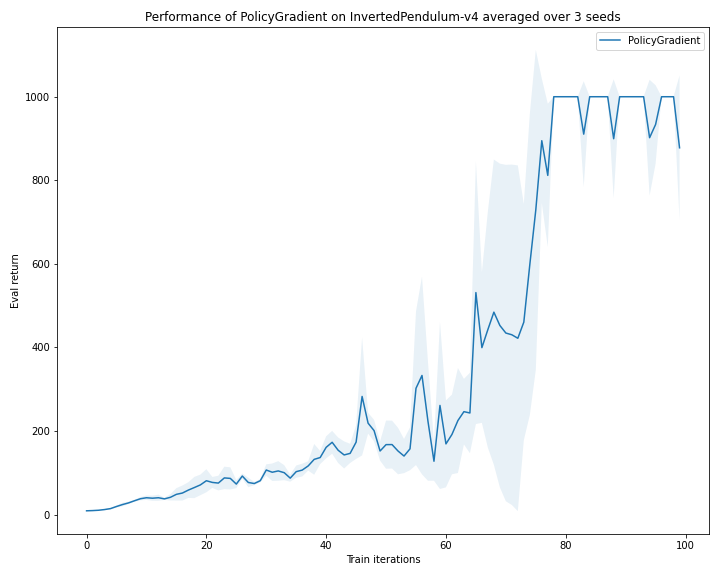 Performance of PolicyGradient on InvertedPendulum-v4 averaged over 3 seeds
PolicyGradient
1000
800
600
400
200
0
Eval return
0 20 40 60 80 100
Train iterations